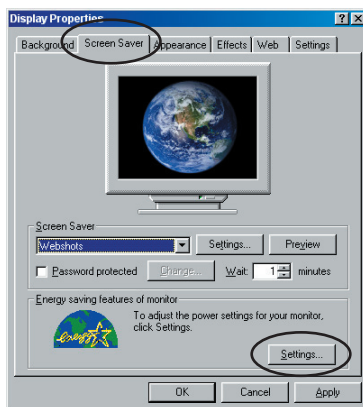 Display Properties
Background Screen Saver Appearance Effects Web Settings
Screen Saver
Webshots Settings... Preview
Password protected Change... Wait: 1 minutes
Energy saving features of monitor
To adjust the power settings for your monitor,
click Settings.
energy
Settings...
OK Cancel Apply